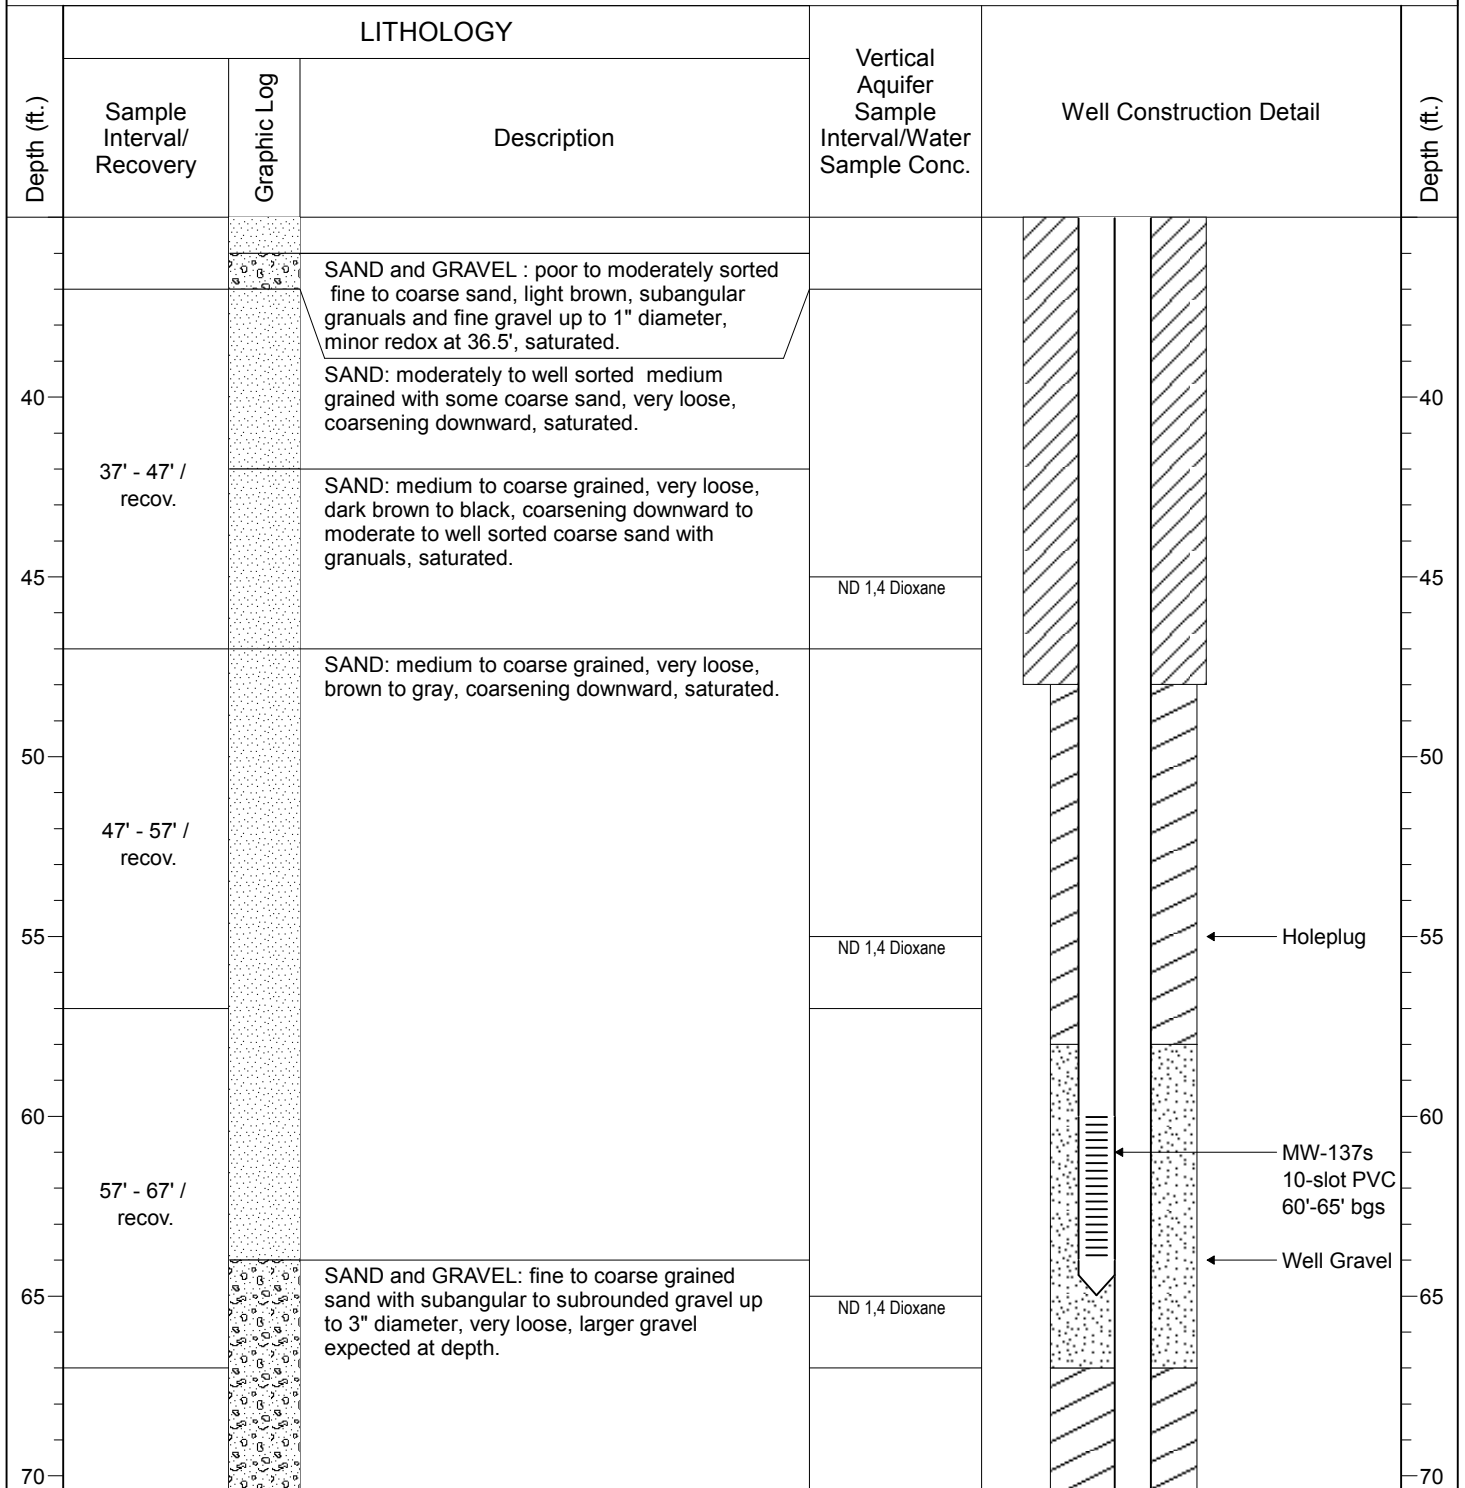 LITHOLOGY
Depth (ft.)
Sample
Interval/
Recovery
Graphic Log
Description
Vertical
Aquifer
Sample
Interval/Water
Sample Conc.
Well Construction Detail
Depth (ft.)
SAND and GRAVEL : poor to moderately sorted
fine to coarse sand, light brown, subangular
granuals and fine gravel up to 1" diameter,
minor redox at 36.5', saturated.
SAND: moderately to well sorted medium
grained with some coarse sand, very loose,
coarsening downward, saturated.
40
40
37' - 47' /
recov.
SAND: medium to coarse grained, very loose,
dark brown to black, coarsening downward to
moderate to well sorted coarse sand with
granuals, saturated.
45
ND 1,4 Dioxane
45
SAND: medium to coarse grained, very loose,
brown to gray, coarsening downward, saturated.
50
50
47' - 57' /
recov.
55
ND 1,4 Dioxane
Holeplug
55
60
60
57' - 67' /
recov.
MW-137s
10-slot PVC
60'-65' bgs
Well Gravel
SAND and GRAVEL: fine to coarse grained
sand with subangular to subrounded gravel up
to 3" diameter, very loose, larger gravel
expected at depth.
65
ND 1,4 Dioxane
65
70
70